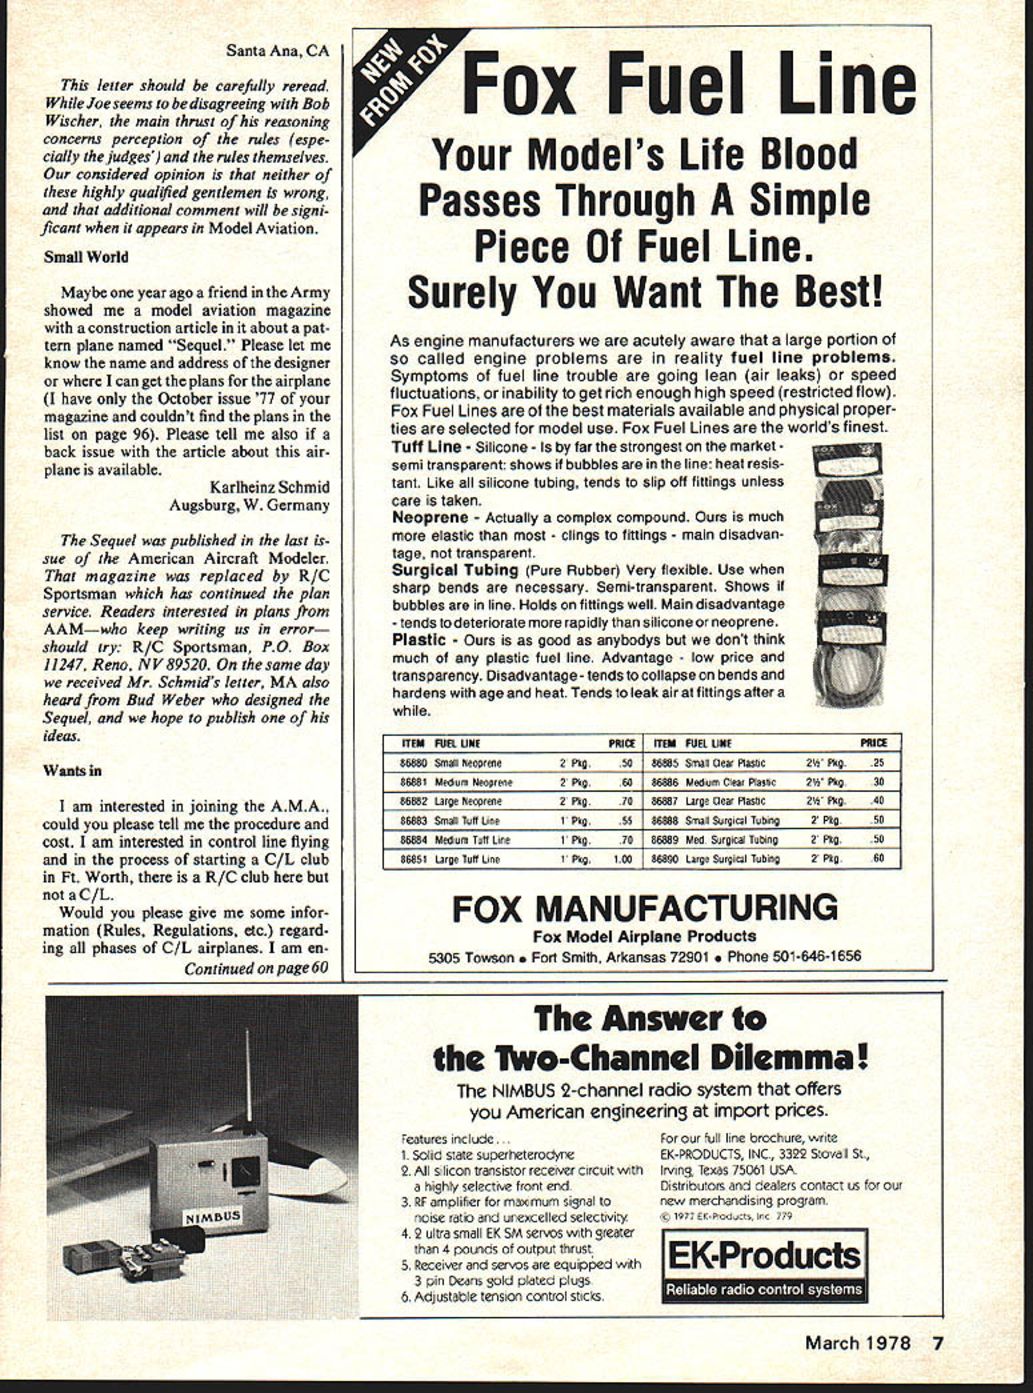 Santa Ana, CA
This letter should be carefully reread.
While Joe seems to be disagreeing with Bob
Wischer, the main thrust of his reasoning
concerns perception of the rules (espe-
cially the judges') and the rules themselves.
Our considered opinion is that neither of
these highly qualified gentlemen is wrong,
and that additional comment will be signi-
ficant when it appears in Model Aviation.
Small World
Maybe one year ago a friend in the Army
showed me a model aviation magazine
with a construction article in it about a pat-
tern plane named "Sequel." Please let me
know the name and address of the designer
or where I can get the plans for the airplane
(I have only the October issue '77 of your
magazine and couldn't find the plans in the
list on page 96). Please tell me also if a
back issue with the article about this air-
plane is available.
Karlheinz Schmid
Augsburg, W. Germany
The Sequel was published in the last is-
sue of the American Aircraft Modeler.
That magazine was replaced by R/C
Sportsman which has continued the plan
service. Readers interested in plans from
AAM—who keep writing us in error—
should try: R/C Sportsman, P.O. Box
11247, Reno, NV 89520. On the same day
we received Mr. Schmid's letter, MA also
heard from Bud Weber who designed the
Sequel, and we hope to publish one of his
ideas.
Wants in
I am interested in joining the A.M.A.,
could you please tell me the procedure and
cost. I am interested in control line flying
and in the process of starting a C/L club
in Ft. Worth, there is a R/C club here but
not a C/L.
Would you please give me some infor-
mation (Rules, Regulations, etc.) regard-
ing all phases of C/L airplanes. I am en-
Continued on page 60
NEW
FROM FOX
Fox Fuel Line
Your Model's Life Blood
Passes Through A Simple
Piece Of Fuel Line.
Surely You Want The Best!
As engine manufacturers we are acutely aware that a large portion of
so called engine problems are in reality fuel line problems.
Symptoms of fuel line trouble are going lean (air leaks) or speed
fluctuations, or inability to get rich enough high speed (restricted flow).
Fox Fuel Lines are of the best materials available and physical proper-
ties are selected for model use. Fox Fuel Lines are the world's finest.
Tuff Line - Silicone - Is by far the strongest on the market -
semi transparent: shows if bubbles are in the line: heat resis-
tant. Like all silicone tubing, tends to slip off fittings unless
care is taken.
Neoprene - Actually a complex compound. Ours is much
more elastic than most - clings to fittings - main disadvan-
tage, not transparent.
Surgical Tubing (Pure Rubber) Very flexible. Use when
sharp bends are necessary. Semi-transparent. Shows if
bubbles are in line. Holds on fittings well. Main disadvantage
- tends to deteriorate more rapidly than silicone or neoprene.
Plastic - Ours is as good as anybodys but we don't think
much of any plastic fuel line. Advantage - low price and
transparency. Disadvantage - tends to collapse on bends and
hardens with age and heat. Tends to leak air at fittings after a
while.
FOX
ITEM FUEL LINE PRICE ITEM FUEL LINE PRICE
86880 Small Neoprene 2' Pkg. .50 86885 Small Clear Plastic 2½' Pkg. .25
86881 Medium Neoprene 2' Pkg. .60 86886 Medium Clear Plastic 2½' Pkg. .30
86882 Large Neoprene 2' Pkg. .70 86887 Large Clear Plastic 2½' Pkg. .40
86883 Small Tuff Line 1' Pkg. .55 86888 Small Surgical Tubing 2' Pkg. .50
86884 Medium Tuff Line 1' Pkg. .70 86889 Med. Surgical Tubing 2' Pkg. .50
86851 Large Tuff Line 1' Pkg. 1.00 86890 Large Surgical Tubing 2' Pkg. .60
FOX MANUFACTURING
Fox Model Airplane Products
5305 Towson • Fort Smith, Arkansas 72901 • Phone 501-646-1656
NIMBUS
The Answer to
the Two-Channel Dilemma!
The NIMBUS 2-channel radio system that offers
you American engineering at import prices.
Features include...
1. Solid state superheterodyne
2. All silicon transistor receiver circuit with
a highly selective front end.
3. RF amplifier for maximum signal to
noise ratio and unexcelled selectivity.
4. 2 ultra small EK SM servos with greater
than 4 pounds of output thrust.
5. Receiver and servos are equipped with
3 pin Deans gold plated plugs.
6. Adjustable tension control sticks.
For our full line brochure, write
EK-PRODUCTS, INC., 3322 Stovall St.,
Irving, Texas 75061 USA.
Distributors and dealers contact us for our
new merchandising program.
© 1977 EK-Products, Inc. 779
EK-Products
Reliable radio control systems
March 1978 7